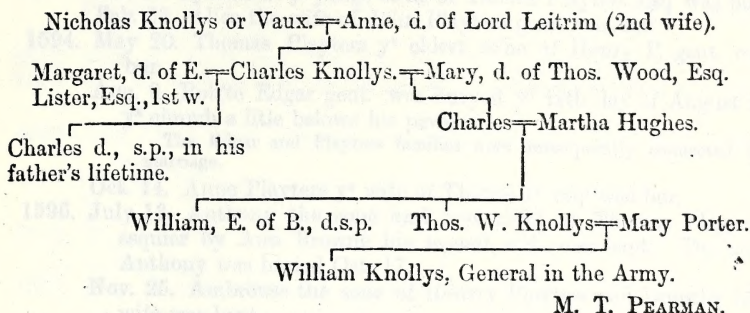 Nicholas Knollys or Vaux.=Anne, d. of Lord Leitrim (2nd wife).
Margaret, d. of E.=Charles Knollys.=Mary, d. of Thos. Wood, Esq.
Lister, Esq., 1st w.
Charles=Martha Hughes.
Charles d., s.p., in his
father's lifetime.
William, E. of B., d.s.p. Thos. W. Knollys=Mary Porter.
William Knollys, General in the Army.
M. T. PEARMAN.